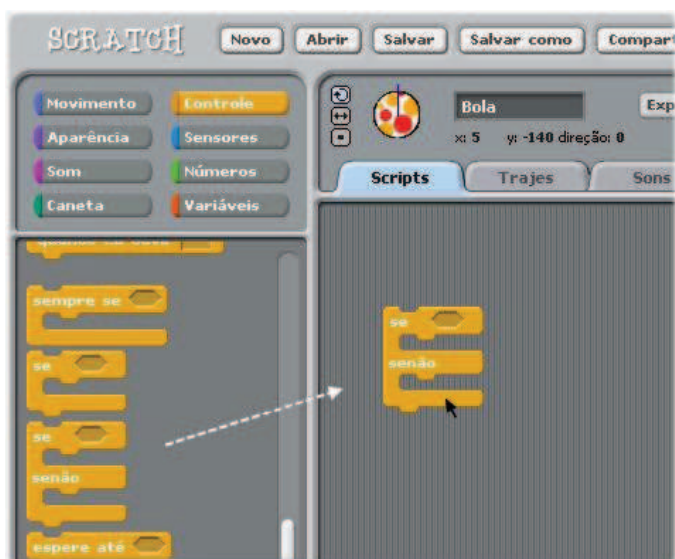 SCRATCH Novo Abrir Salvar Salvar como Compart
Movimento Controle
Aparência Sensores
Som Números
Caneta Variáveis
Bola Exp
x: 5 y: -140 direção: 0
Scripts Trajes Sons
sempre se
se
se
senão
espere até
se
senão